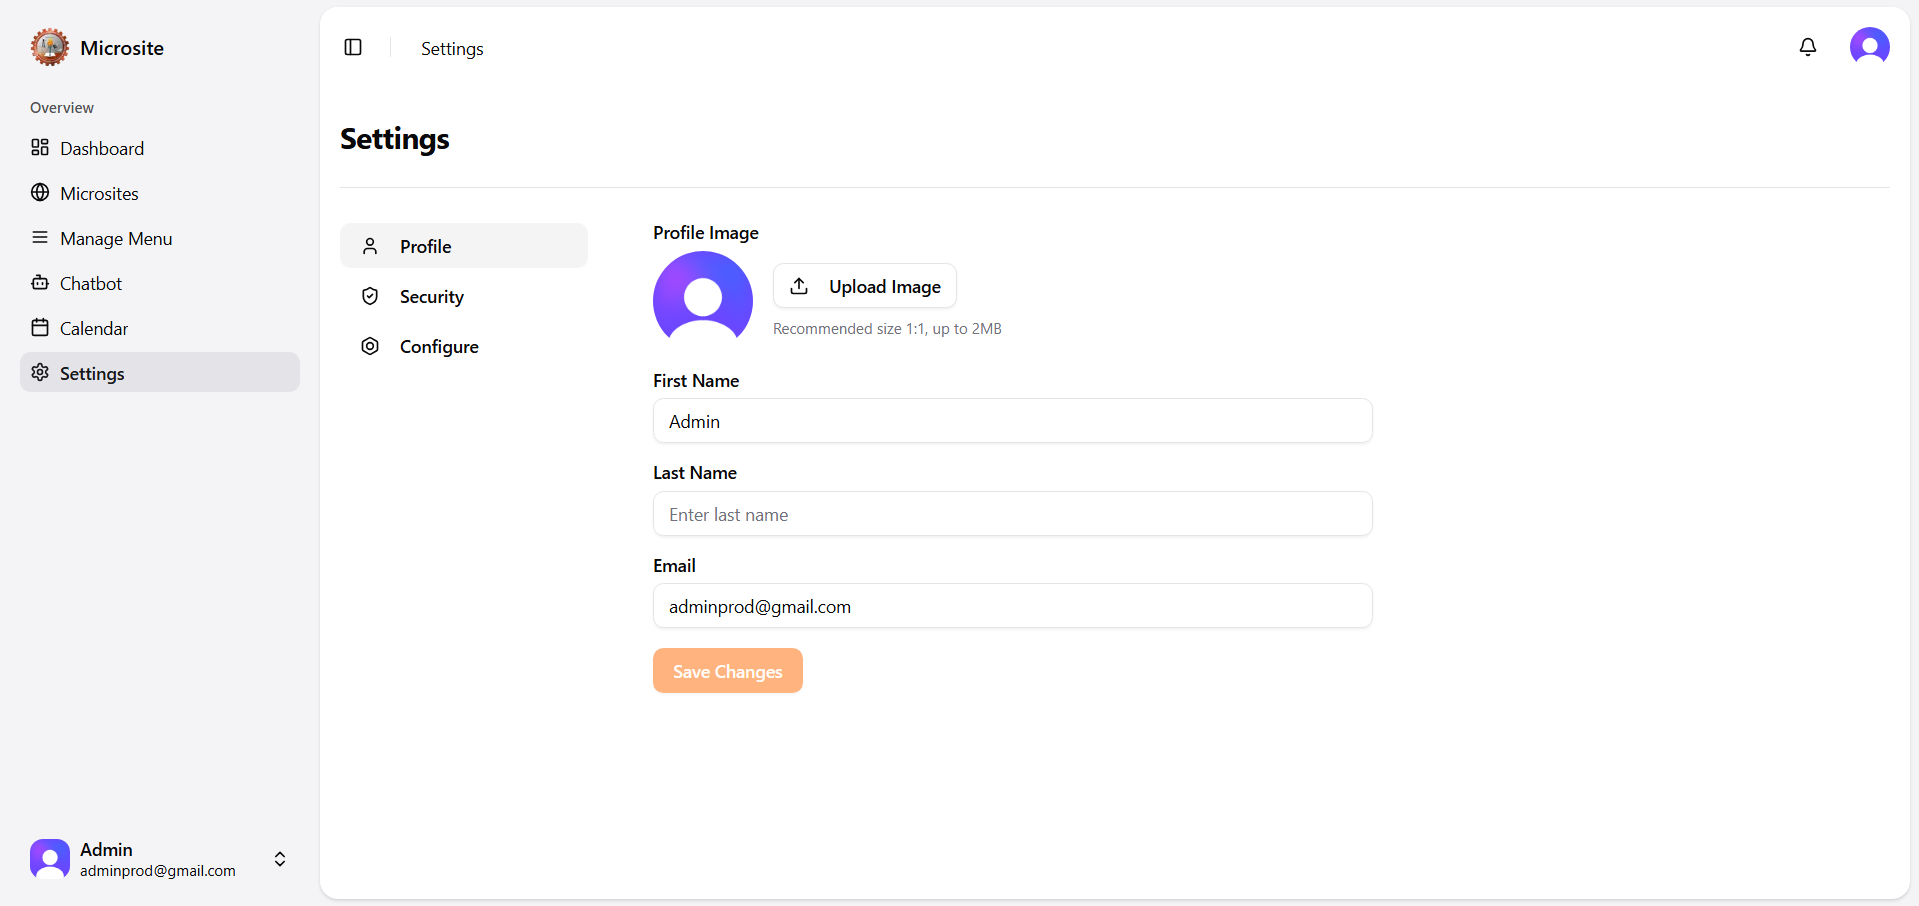 Microsite
Overview
Dashboard
Microsites
Manage Menu
Chatbot
Calendar
Settings
Admin
adminprod@gmail.com
Settings
Settings
Profile
Security
Configure
Profile Image
Upload Image
Recommended size 1:1, up to 2MB
First Name
Admin
Last Name
Enter last name
Email
adminprod@gmail.com
Save Changes